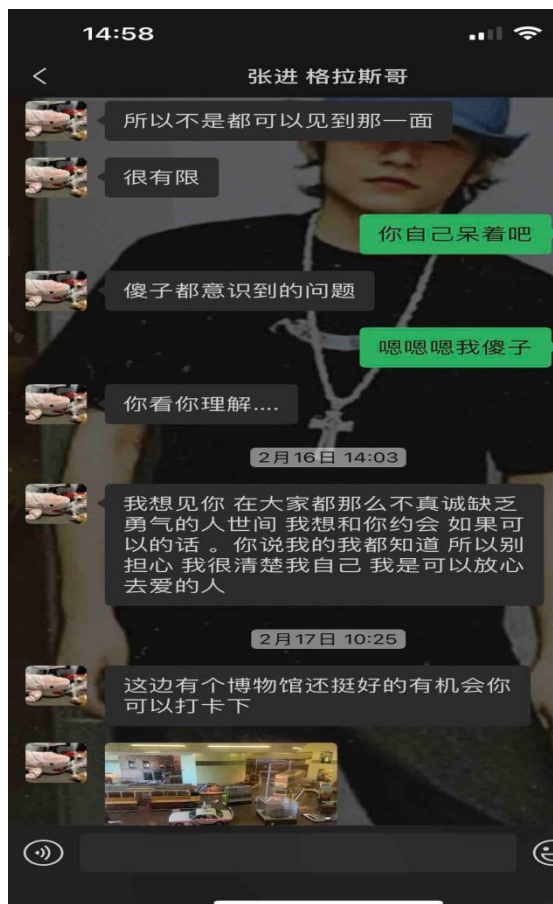 14:58
张进 格拉斯哥
所以不是都可以见到那一面
很有限
你自己呆着吧
傻子都意识到的问题
嗯嗯嗯我傻子
你看你理解....
2月16日 14:03
我想见你 在大家都那么不真诚缺乏
勇气的人世间 我想和你约会 如果可
以的话 。你说我的我都知道 所以别
担心 我很清楚我自己 我是可以放心
去爱的人
2月17日 10:25
这边有个博物馆还挺好的有机会你
可以打卡下